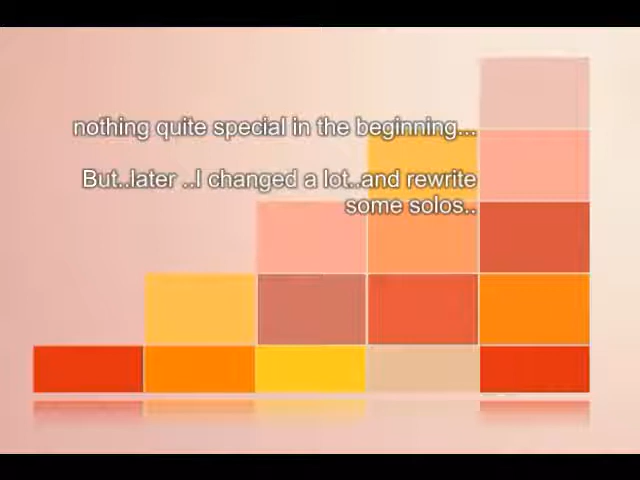 nothing quite special in the beginning...
But..later ..I changed a lot..and rewrite
some solos..